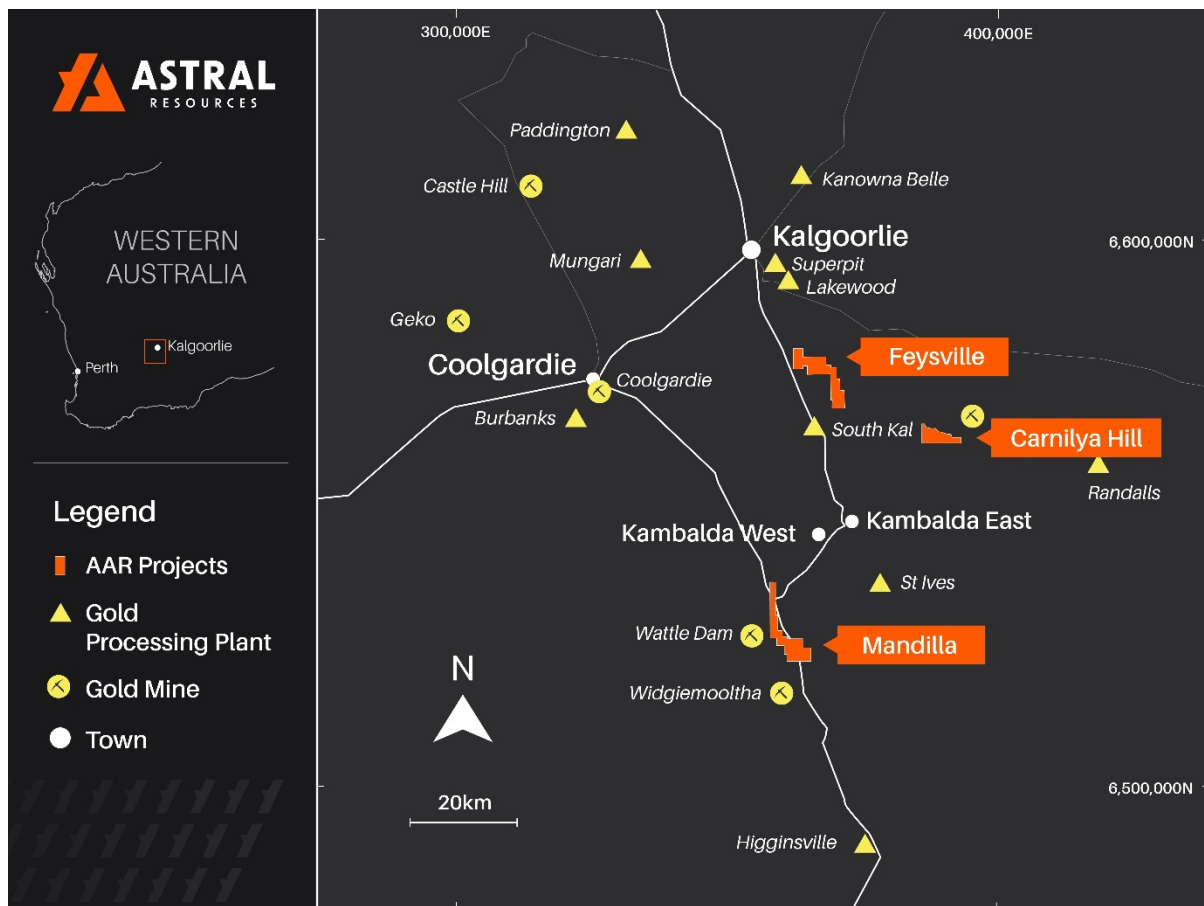 ASTRAL
RESOURCES
WESTERN
AUSTRALIA
Kalgoorlie
Perth
Legend
AAR Projects
Gold
Processing Plant
Gold Mine
Town
300,000E
400,000E
Paddington
Castle Hill
Kanowna Belle
Kalgoorlie
6,600,000N
Mungari
Superpit
Lakewood
Geko
Feysville
Coolgardie
Coolgardie
Burbanks
South Kal
Carnilya Hill
Randalls
Kambalda West
Kambalda East
St Ives
Wattle Dam
Mandilla
N
Widgiemooltha
20km
6,500,000N
Higginsville